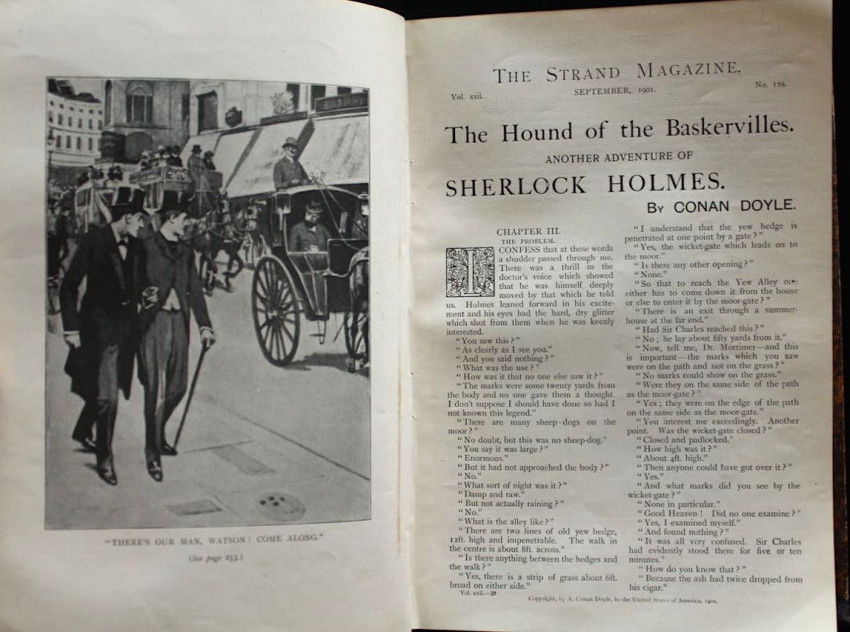 "THERE'S OUR MAN, WATSON! COME ALONG."
(See page 253.)
THE STRAND MAGAZINE.
Vol. xxii.
SEPTEMBER, 1901.
No. 129.
The Hound of the Baskervilles.
ANOTHER ADVENTURE OF
SHERLOCK HOLMES.
By CONAN DOYLE.
CHAPTER III.
THE PROBLEM.
I CONFESS that at these words
a shudder passed through me.
There was a thrill in the
doctor's voice which showed
that he was himself deeply
moved by that which he told
us. Holmes leaned forward in his excite-
ment and his eyes had the hard, dry glitter
which shot from them when he was keenly
interested.
"You saw this?"
"As clearly as I see you."
"And you said nothing?"
"What was the use?"
"How was it that no one else saw it?"
"The marks were some twenty yards from
the body and no one gave them a thought.
I don't suppose I should have done so had I
not known this legend."
"There are many sheep-dogs on the
moor?"
"No doubt, but this was no sheep-dog."
"You say it was large?"
"Enormous."
"But it had not approached the body?"
"No."
"What sort of night was it?"
"Damp and raw."
"But not actually raining?"
"No."
"What is the alley like?"
"There are two lines of old yew hedge,
12ft. high and impenetrable. The walk in
the centre is about 8ft. across."
"Is there anything between the hedges and
the walk?"
"Yes, there is a strip of grass about 6ft.
broad on either side."
Vol. xxii.—28
"I understand that the yew hedge is
penetrated at one point by a gate?"
"Yes, the wicket-gate which leads on to
the moor."
"Is there any other opening?"
"None."
"So that to reach the Yew Alley one
either has to come down it from the house
or else to enter it by the moor-gate?"
"There is an exit through a summer-
house at the far end."
"Had Sir Charles reached this?"
"No; he lay about fifty yards from it."
"Now, tell me, Dr. Mortimer—and this
is important—the marks which you saw
were on the path and not on the grass?"
"No marks could show on the grass."
"Were they on the same side of the path
as the moor-gate?"
"Yes; they were on the edge of the path
on the same side as the moor-gate."
"You interest me exceedingly. Another
point. Was the wicket-gate closed?"
"Closed and padlocked."
"How high was it?"
"About 4ft. high."
"Then anyone could have got over it?"
"Yes."
"And what marks did you see by the
wicket-gate?"
"None in particular."
"Good Heaven! Did no one examine?"
"Yes, I examined myself."
"And found nothing?"
"It was all very confused. Sir Charles
had evidently stood there for five or ten
minutes."
"How do you know that?"
"Because the ash had twice dropped from
his cigar."
Copyright, by A. Conan Doyle, in the United States of America, 1901.